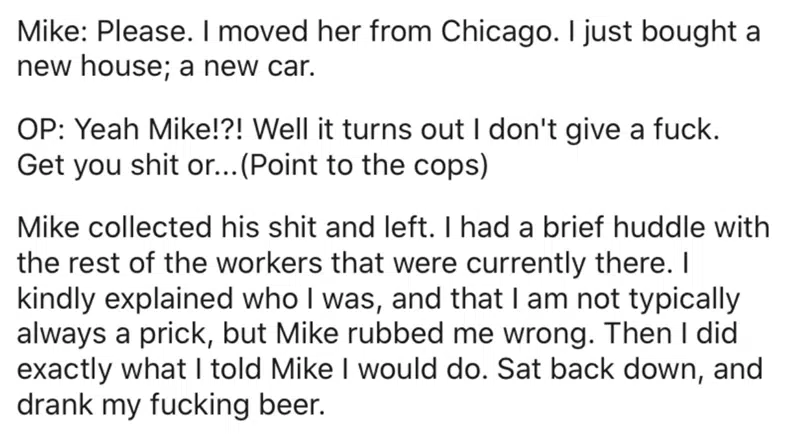 Mike: Please. I moved her from Chicago. I just bought a
new house; a new car.
OP: Yeah Mike!?! Well it turns out I don't give a fuck.
Get you shit or...(Point to the cops)
Mike collected his shit and left. I had a brief huddle with
the rest of the workers that were currently there. I
kindly explained who I was, and that I am not typically
always a prick, but Mike rubbed me wrong. Then I did
exactly what I told Mike I would do. Sat back down, and
drank my fucking beer.